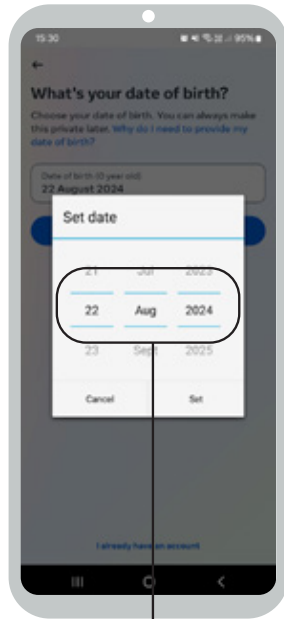 15:30 95%
What's your date of birth?
Choose your date of birth. You can always make
this private later. Why do I need to provide my
date of birth?
Date of birth (0 year old)
22 August 2024
Set date
21 Jul 2023
22 Aug 2024
23 Sept 2025
Cancel Set
I already have an account